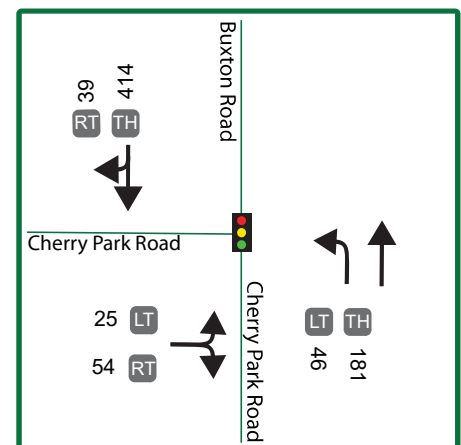 Buxton Road
39 414
RT TH
Cherry Park Road
Cherry Park Road
25 LT
54 RT
LT TH
46 181